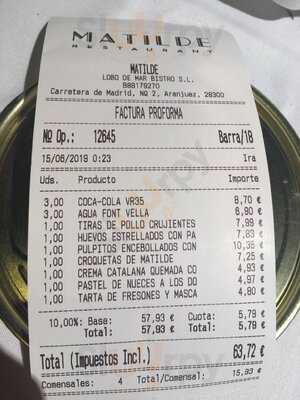 MATILDE
RESTAURANT
MATILDE
LOBO DE MAR BISTRO S.L.
B88179270
Carretera de Madrid, NQ 2, Aranjuez, 28300
FACTURA PROFORMA
Nº Op.: 12645 Barra/18
15/06/2019 0:23 Ira
Uds. Producto Importe
3,00 COCA-COLA VR35 8,70 €
3,00 AGUA FONT VELLA 6,90 €
1,00 TIRAS DE POLLO CRUJIENTES 7,99 €
1,00 HUEVOS ESTRELLADOS CON PA 7,83 €
1,00 PULPITOS ENCEBOLLADOS CON 10,35 €
1,00 CROQUETAS DE MATILDE 7,25 €
1,00 CREMA CATALANA QUEMADA CO 4,93 €
1,00 PASTEL DE NUECES A LOS DO 4,97 €
1,00 TARTA DE FRESONES Y MASCA 4,80 €
10,00% Base: 57,93 € Cuota: 5,79 €
Total: 57,93 € Total: 5,79 €
Total (Impuestos Incl.) 63,72 €
Comensales: 4 Total/Comensal: 15,93 €